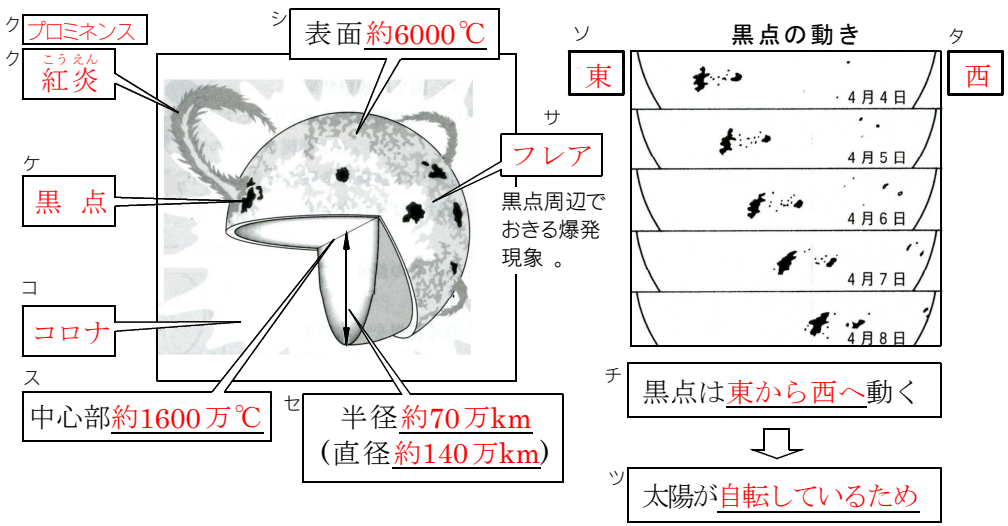 ク
プロミネンス
ク
こうえん
紅炎
シ
表面約6000℃
ケ
黒 点
サ
フレア
黒点周辺で
おきる爆発
現象 。
コ
コロナ
ス
中心部約1600万℃
セ
半径約70万km
(直径約140万km)
黒点の動き
ソ
東
タ
西
4月4日
4月5日
4月6日
4月7日
4月8日
チ
黒点は東から西へ動く
ツ
太陽が自転しているため